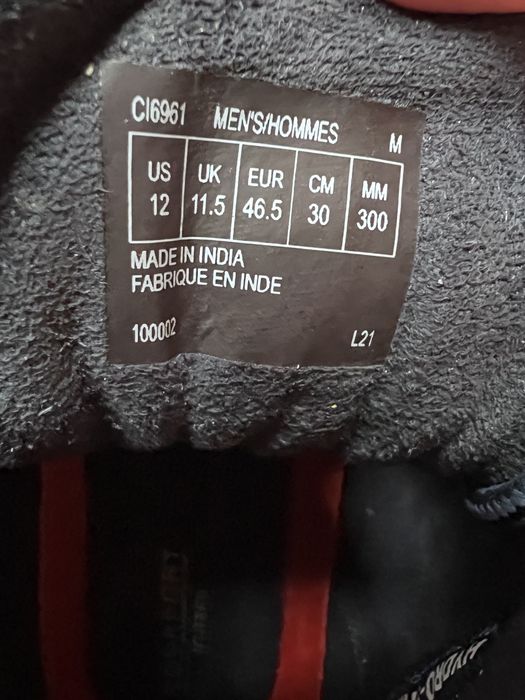 CI6961 MEN'S/HOMMES M
US UK EUR CM MM
12 11.5 46.5 30 300
MADE IN INDIA
FABRIQUE EN INDE
100002 L21